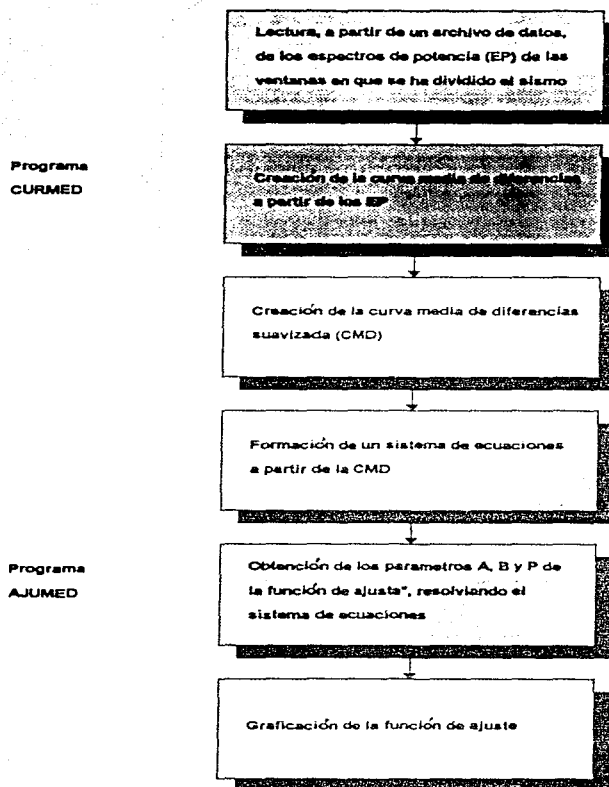 Lectura, a partir de un archivo de datos,
de los espectros de potencia (EP) de las
ventanas en que se ha dividido el sismo
Programa
CURMED
Creación de la curva media de diferencias
a partir de los EP
Creación de la curva media de diferencias
suavizada (CMD)
Formación de un sistema de ecuaciones
a partir de la CMD
Programa
AJUMED
Obtención de los parametros A, B y P de
la función de ajuste*, resolviendo el
sistema de ecuaciones
Graficación de la función de ajuste